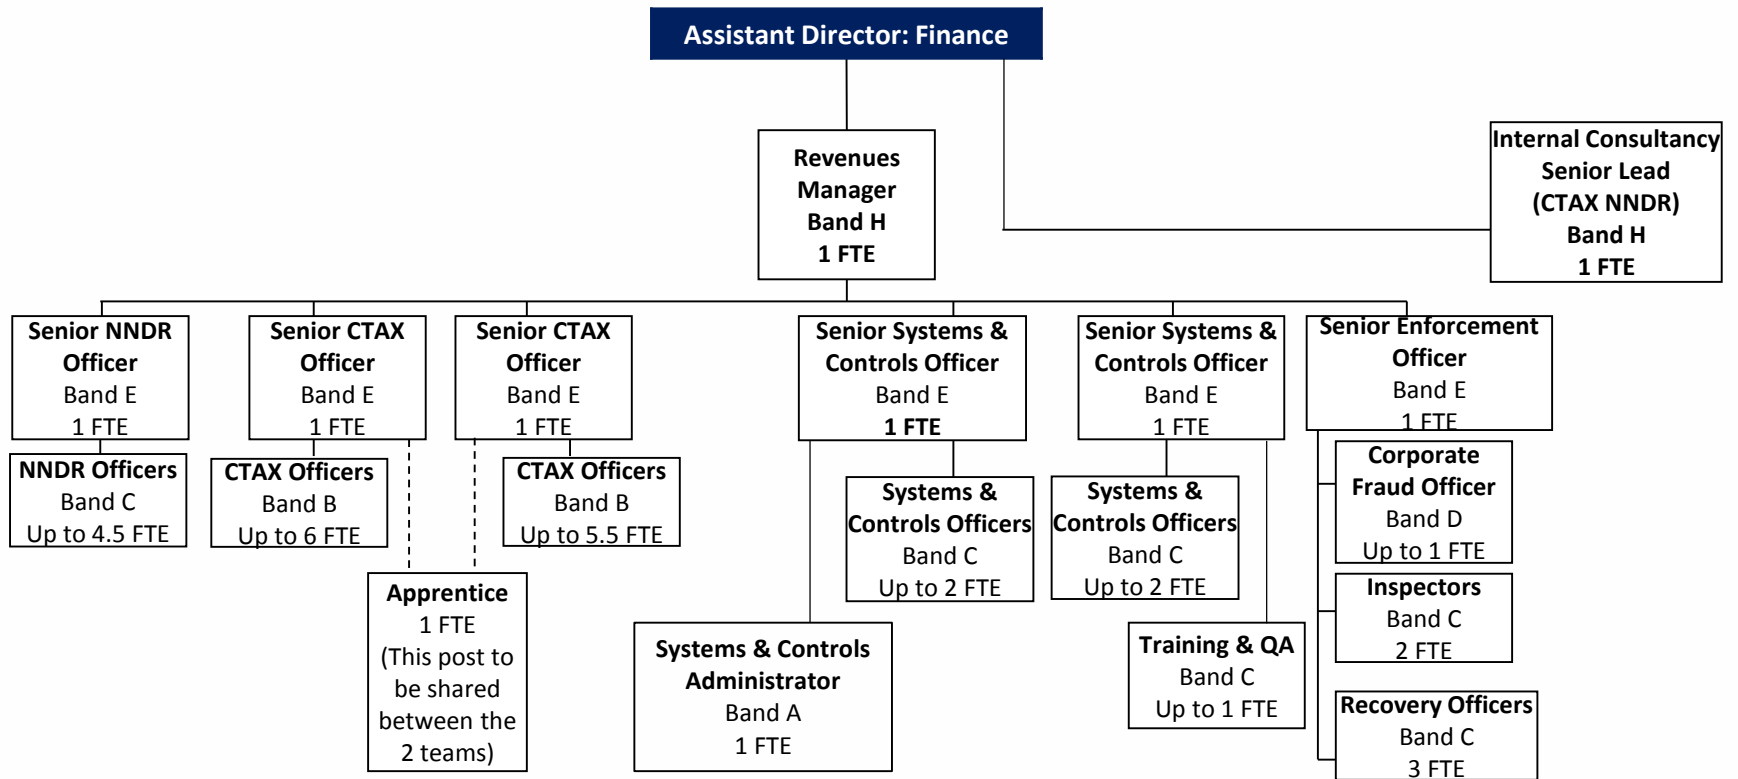 Assistant Director: Finance
Revenues
Manager
Band H
1 FTE
Internal Consultancy
Senior Lead
(CTAX NNDR)
Band H
1 FTE
Senior NNDR
Officer
Band E
1 FTE
Senior CTAX
Officer
Band E
1 FTE
Senior CTAX
Officer
Band E
1 FTE
Senior Systems &
Controls Officer
Band E
1 FTE
Senior Systems &
Controls Officer
Band E
1 FTE
Senior Enforcement
Officer
Band E
1 FTE
NNDR Officers
Band C
Up to 4.5 FTE
CTAX Officers
Band B
Up to 6 FTE
CTAX Officers
Band B
Up to 5.5 FTE
Systems &
Controls Officers
Band C
Up to 2 FTE
Systems &
Controls Officers
Band C
Up to 2 FTE
Corporate
Fraud Officer
Band D
Up to 1 FTE
Apprentice
1 FTE
(This post to
be shared
between the
2 teams)
Systems & Controls
Administrator
Band A
1 FTE
Training & QA
Band C
Up to 1 FTE
Inspectors
Band C
2 FTE
Recovery Officers
Band C
3 FTE